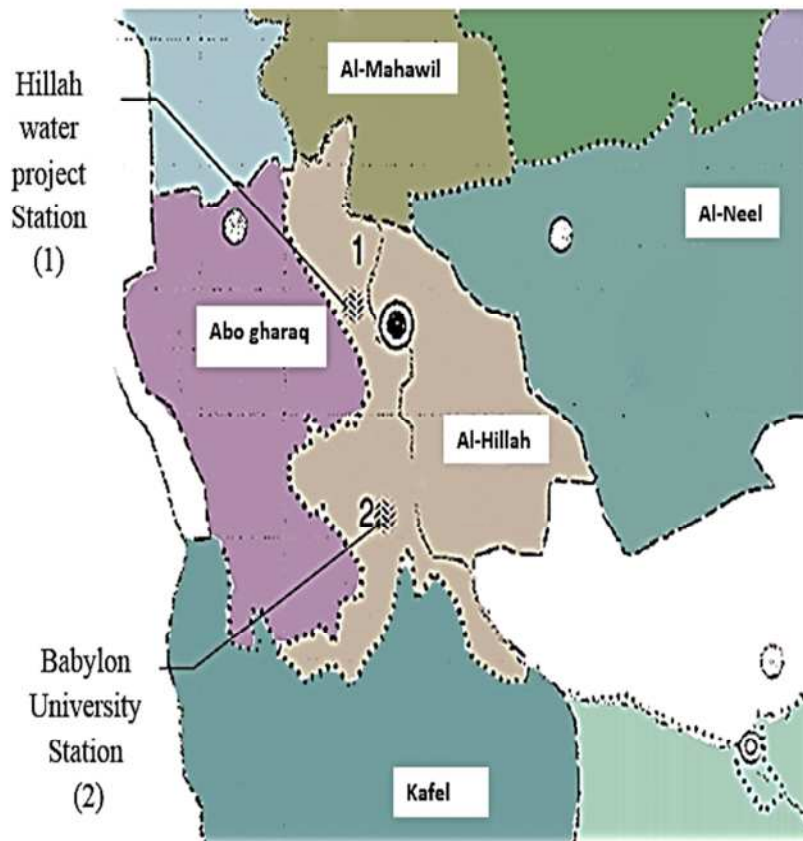 Al-Mahawil
Hillah
water
project
Station
(1)
Al-Neel
1
Abo gharaq
Al-Hillah
2
Babylon
University
Station
(2)
Kafel